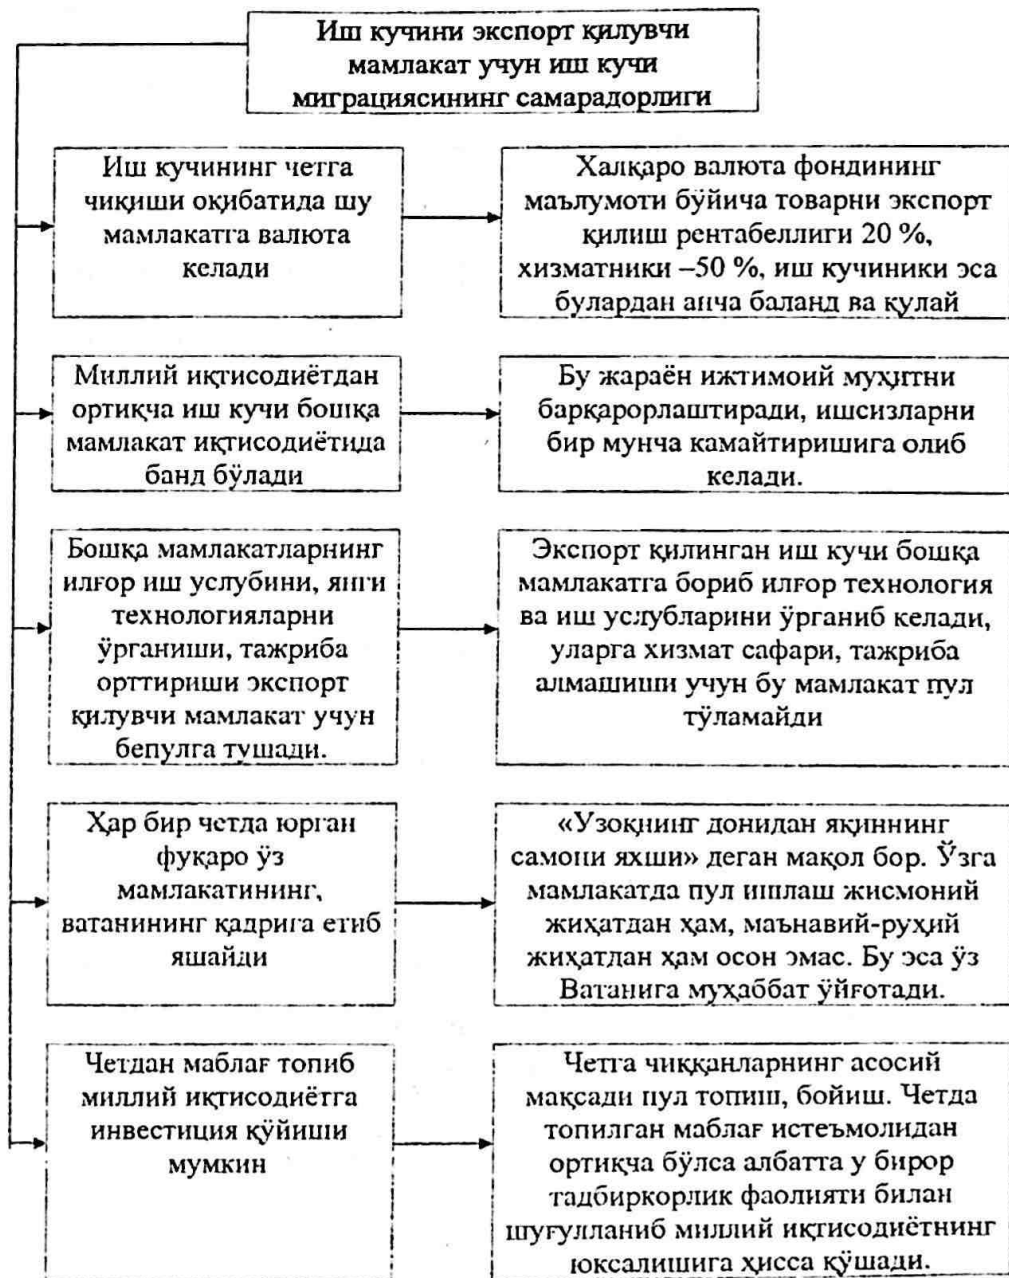 Иш кучини экспорт қилувчи
мамлакат учун иш кучи
миграциясининг самарадорлиги
Иш кучининг четга
чиқиши оқибатида шу
мамлакатга валюта
келади
Халқаро валюта фондининг
маълумоти бўйича товарни экспорт
қилиш рентабеллиги 20 %,
хизматники –50 %, иш кучиники эса
булардан анча баланд ва қулай
Миллий иқтисодиётдан
ортиқча иш кучи бошқа
мамлакат иқтисодиётида
банд бўлади
Бу жараён ижтимоий муҳитни
барқарорлаштиради, ишсизларни
бир мунча камайтиришига олиб
келади.
Бошқа мамлакатларнинг
илғор иш услубини, янги
технологияларни
ўрганиши, тажриба
орттириши экспорт
қилувчи мамлакат учун
бепулга тушади.
Экспорт қилинган иш кучи бошқа
мамлакатга бориб илғор технология
ва иш услубларини ўрганиб келади,
уларга хизмат сафари, тажриба
алмашиши учун бу мамлакат пул
тўламайди
Ҳар бир четда юрган
фуқаро ўз
мамлакатининг,
ватанининг қадрига етиб
яшайди
«Узоқнинг донидан яқиннинг
самони яхши» деган мақол бор. Ўзга
мамлакатда пул ишлаш жисмоний
жиҳатдан ҳам, маънавий-руҳий
жиҳатдан ҳам осон эмас. Бу эса ўз
Ватанига муҳаббат ўйғотади.
Четдан маблағ топиб
миллий иқтисодиётга
инвестиция қўйиши
мумкин
Четга чиққанларнинг асосий
мақсади пул топиш, бойиш. Четда
топилган маблағ истеъмолидан
ортиқча бўлса албатта у бирор
тадбиркорлик фаолияти билан
шуғулланиб миллий иқтисодиётнинг
юксалишига ҳисса қўшади.